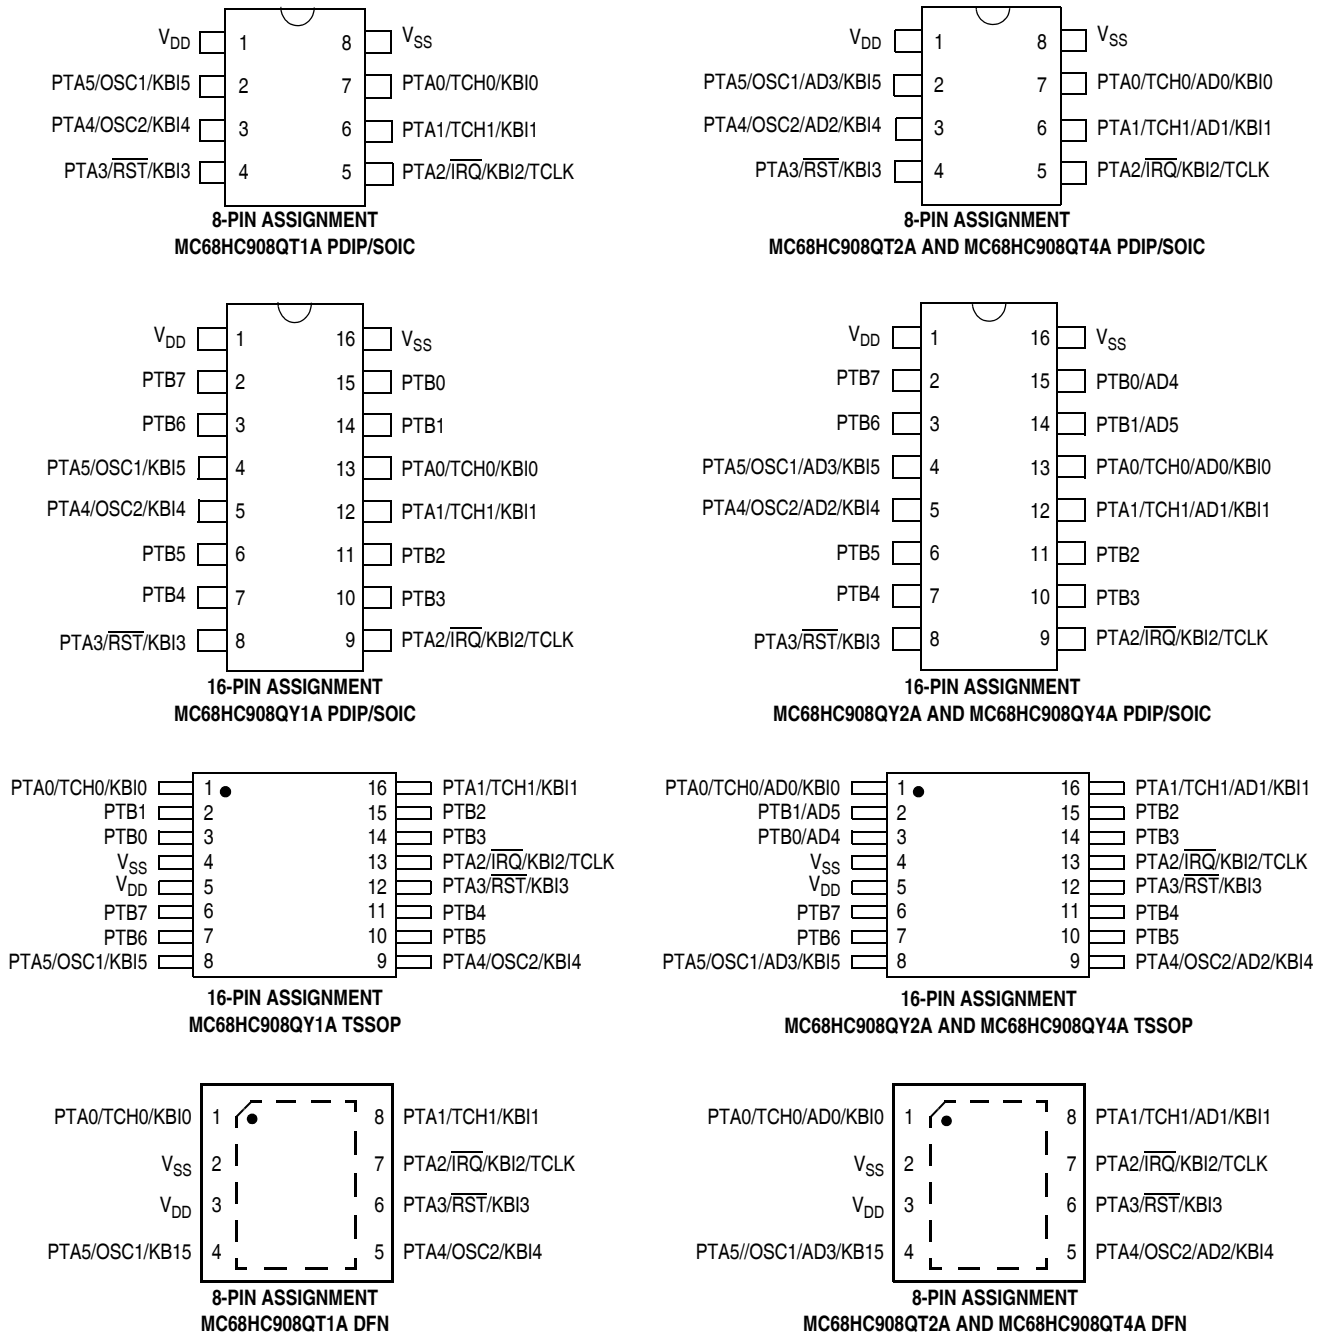 VDD 1 8 VSS
PTA5/OSC1/KBI5 2 7 PTA0/TCH0/KBI0
PTA4/OSC2/KBI4 3 6 PTA1/TCH1/KBI1
PTA3/RST/KBI3 4 5 PTA2/IRQ/KBI2/TCLK
8-PIN ASSIGNMENT
MC68HC908QT1A PDIP/SOIC
VDD 1 8 VSS
PTA5/OSC1/AD3/KBI5 2 7 PTA0/TCH0/AD0/KBI0
PTA4/OSC2/AD2/KBI4 3 6 PTA1/TCH1/AD1/KBI1
PTA3/RST/KBI3 4 5 PTA2/IRQ/KBI2/TCLK
8-PIN ASSIGNMENT
MC68HC908QT2A AND MC68HC908QT4A PDIP/SOIC
VDD 1 16 VSS
PTB7 2 15 PTB0
PTB6 3 14 PTB1
PTA5/OSC1/KBI5 4 13 PTA0/TCH0/KBI0
PTA4/OSC2/KBI4 5 12 PTA1/TCH1/KBI1
PTB5 6 11 PTB2
PTB4 7 10 PTB3
PTA3/RST/KBI3 8 9 PTA2/IRQ/KBI2/TCLK
16-PIN ASSIGNMENT
MC68HC908QY1A PDIP/SOIC
VDD 1 16 VSS
PTB7 2 15 PTB0/AD4
PTB6 3 14 PTB1/AD5
PTA5/OSC1/AD3/KBI5 4 13 PTA0/TCH0/AD0/KBI0
PTA4/OSC2/AD2/KBI4 5 12 PTA1/TCH1/AD1/KBI1
PTB5 6 11 PTB2
PTB4 7 10 PTB3
PTA3/RST/KBI3 8 9 PTA2/IRQ/KBI2/TCLK
16-PIN ASSIGNMENT
MC68HC908QY2A AND MC68HC908QY4A PDIP/SOIC
PTA0/TCH0/KBI0 1 16 PTA1/TCH1/KBI1
PTB1 2 15 PTB2
PTB0 3 14 PTB3
VSS 4 13 PTA2/IRQ/KBI2/TCLK
VDD 5 12 PTA3/RST/KBI3
PTB7 6 11 PTB4
PTB6 7 10 PTB5
PTA5/OSC1/KBI5 8 9 PTA4/OSC2/KBI4
16-PIN ASSIGNMENT
MC68HC908QY1A TSSOP
PTA0/TCH0/AD0/KBI0 1 16 PTA1/TCH1/AD1/KBI1
PTB1/AD5 2 15 PTB2
PTB0/AD4 3 14 PTB3
VSS 4 13 PTA2/IRQ/KBI2/TCLK
VDD 5 12 PTA3/RST/KBI3
PTB7 6 11 PTB4
PTB6 7 10 PTB5
PTA5/OSC1/AD3/KBI5 8 9 PTA4/OSC2/AD2/KBI4
16-PIN ASSIGNMENT
MC68HC908QY2A AND MC68HC908QY4A TSSOP
PTA0/TCH0/KBI0 1 8 PTA1/TCH1/KBI1
VSS 2 7 PTA2/IRQ/KBI2/TCLK
VDD 3 6 PTA3/RST/KBI3
PTA5/OSC1/KB15 4 5 PTA4/OSC2/KBI4
8-PIN ASSIGNMENT
MC68HC908QT1A DFN
PTA0/TCH0/AD0/KBI0 1 8 PTA1/TCH1/AD1/KBI1
VSS 2 7 PTA2/IRQ/KBI2/TCLK
VDD 3 6 PTA3/RST/KBI3
PTA5//OSC1/AD3/KB15 4 5 PTA4/OSC2/AD2/KBI4
8-PIN ASSIGNMENT
MC68HC908QT2A AND MC68HC908QT4A DFN